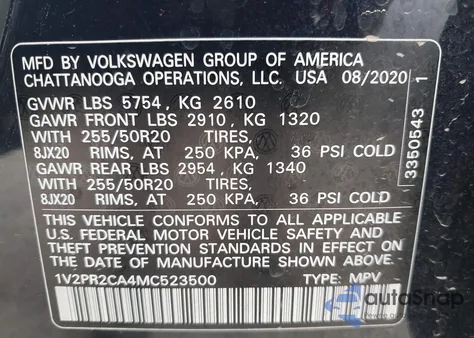 MFD BY VOLKSWAGEN GROUP OF AMERICA
CHATTANOOGA OPERATIONS, LLC. USA 08/2020
GVWR LBS 5754 , KG 2610
GAWR FRONT LBS 2910 , KG 1320
WITH 255/50R20 TIRES,
8JX20 RIMS, AT 250 KPA, 36 PSI COLD
GAWR REAR LBS 2954 , KG 1340
WITH 255/50R20 TIRES,
8JX20 RIMS, AT 250 KPA, 36 PSI COLD
THIS VEHICLE CONFORMS TO ALL APPLICABLE
U.S. FEDERAL MOTOR VEHICLE SAFETY, AND
THEFT PREVENTION STANDARDS IN EFFECT ON THE
DATE OF MANUFACTURE SHOWN ABOVE.
1V2PR2CA4MC523500 TYPE: MPV
3350543 1
autoSnap